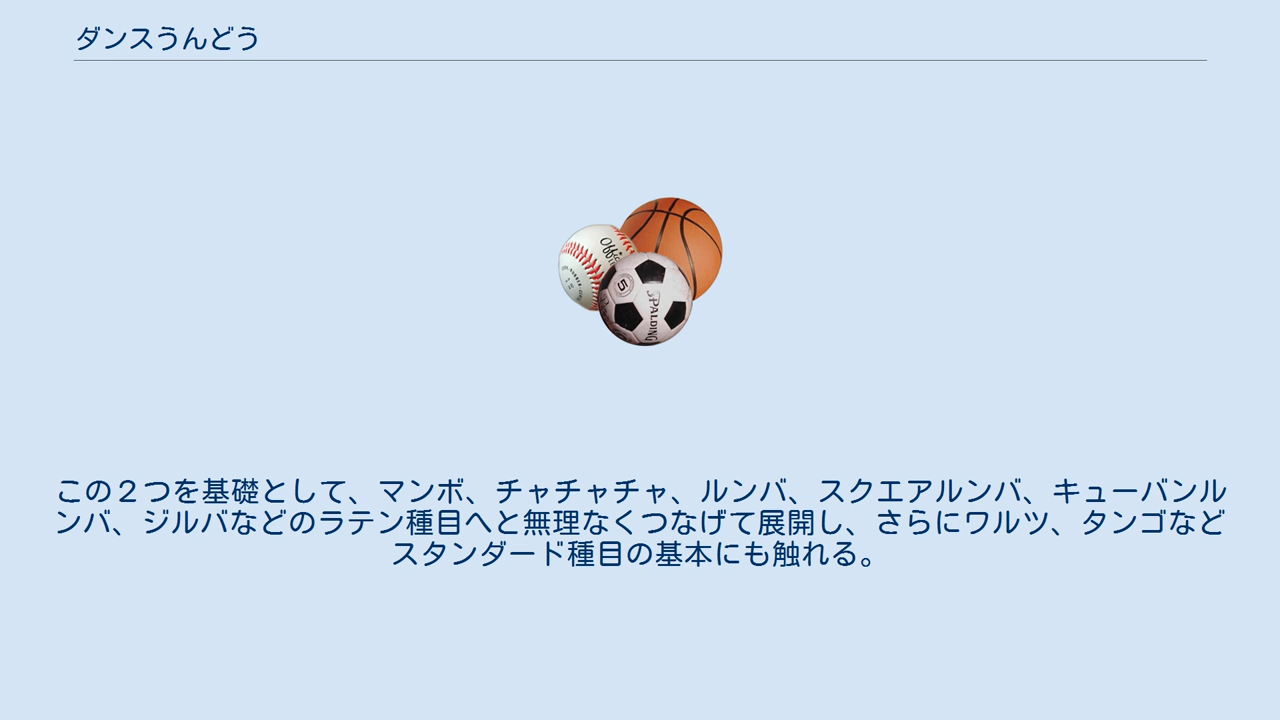 ダンスうんどう
Offici
5
SPALDING
この２つを基礎として、マンボ、チャチャチャ、ルンバ、スクエアルンバ、キューバンル
ンバ、ジルバなどのラテン種目へと無理なくつなげて展開し、さらにワルツ、タンゴなど
スタンダード種目の基本にも触れる。